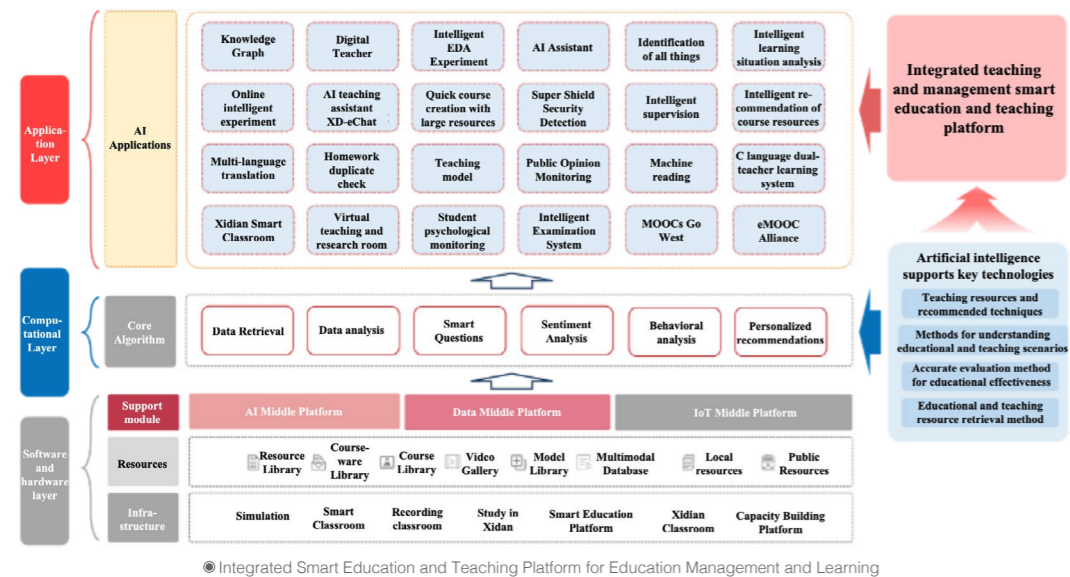 Knowledge
Graph
Digital
Teacher
Intelligent
EDA
Experiment
AI Assistant
Identification
of all things
Intelligent
learning
situation analysis
Online
intelligent
experiment
AI teaching
assistant
XD-eChat
Quick course
creation with
large resources
Super Shield
Security
Detection
Intelligent
supervision
Intelligent re-
commendation of
course resources
Multi-language
translation
Homework
duplicate
check
Teaching
model
Public Opinion
Monitoring
Machine
reading
C language dual-
teacher learning
system
Xidian Smart
Classroom
Virtual
teaching and
research room
Student
psychological
monitoring
Intelligent
Examination
System
MOOCs Go
West
eMOOC
Alliance
Applica-
tion Layer
AI
Applications
Integrated teaching
and management smart
education and teaching
platform
Compu-
tational
Layer
Core
Algorithm
Data Retrieval
Data analysis
Smart
Questions
Sentiment
Analysis
Behavioral
analysis
Personalized
recommendations
Artificial intelligence
supports key technologies
Teaching resources and
recommended techniques
Methods for understanding
educational and teaching scenarios
Accurate evaluation method
for educational effectiveness
Educational and teaching
resource retrieval method
Software
and
hardware
layer
Support
module
AI Middle Platform
Data Middle Platform
IoT Middle Platform
Resources
Resource
Library
Course-
ware
Library
Course
Library
Video
Gallery
Model
Library
Multimodal
Database
Local
resources
Public
Resources
Infra-
structure
Simulation
Smart
Classroom
Recording
classroom
Study in
Xidan
Smart Education
Platform
Xidian
Classroom
Capacity Building
Platform
◉ Integrated Smart Education and Teaching Platform for Education Management and Learning